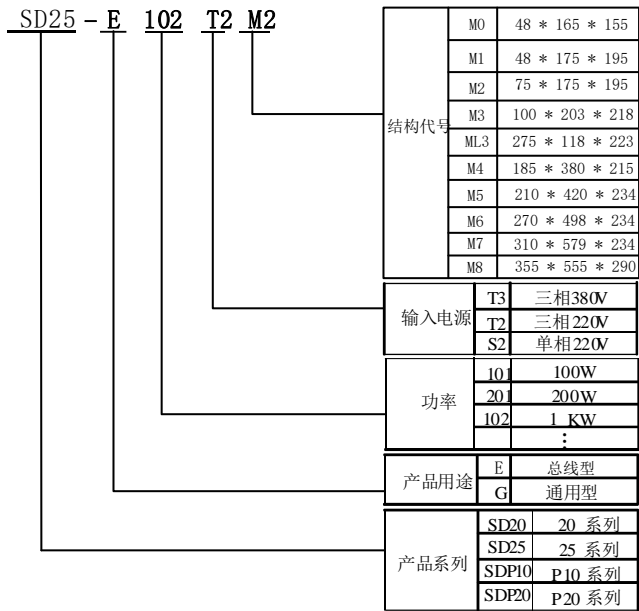 SD25 - E 102 T2 M2
结构代号
M0 48 * 165 * 155
M1 48 * 175 * 195
M2 75 * 175 * 195
M3 100 * 203 * 218
ML3 275 * 118 * 223
M4 185 * 380 * 215
M5 210 * 420 * 234
M6 270 * 498 * 234
M7 310 * 579 * 234
M8 355 * 555 * 290
输入电源
T3 三相380V
T2 三相220V
S2 单相220V
功率
101 100W
201 200W
102 1 KW
⋮
产品用途
E 总线型
G 通用型
产品系列
SD20 20 系列
SD25 25 系列
SDP10 P10 系列
SDP20 P20 系列